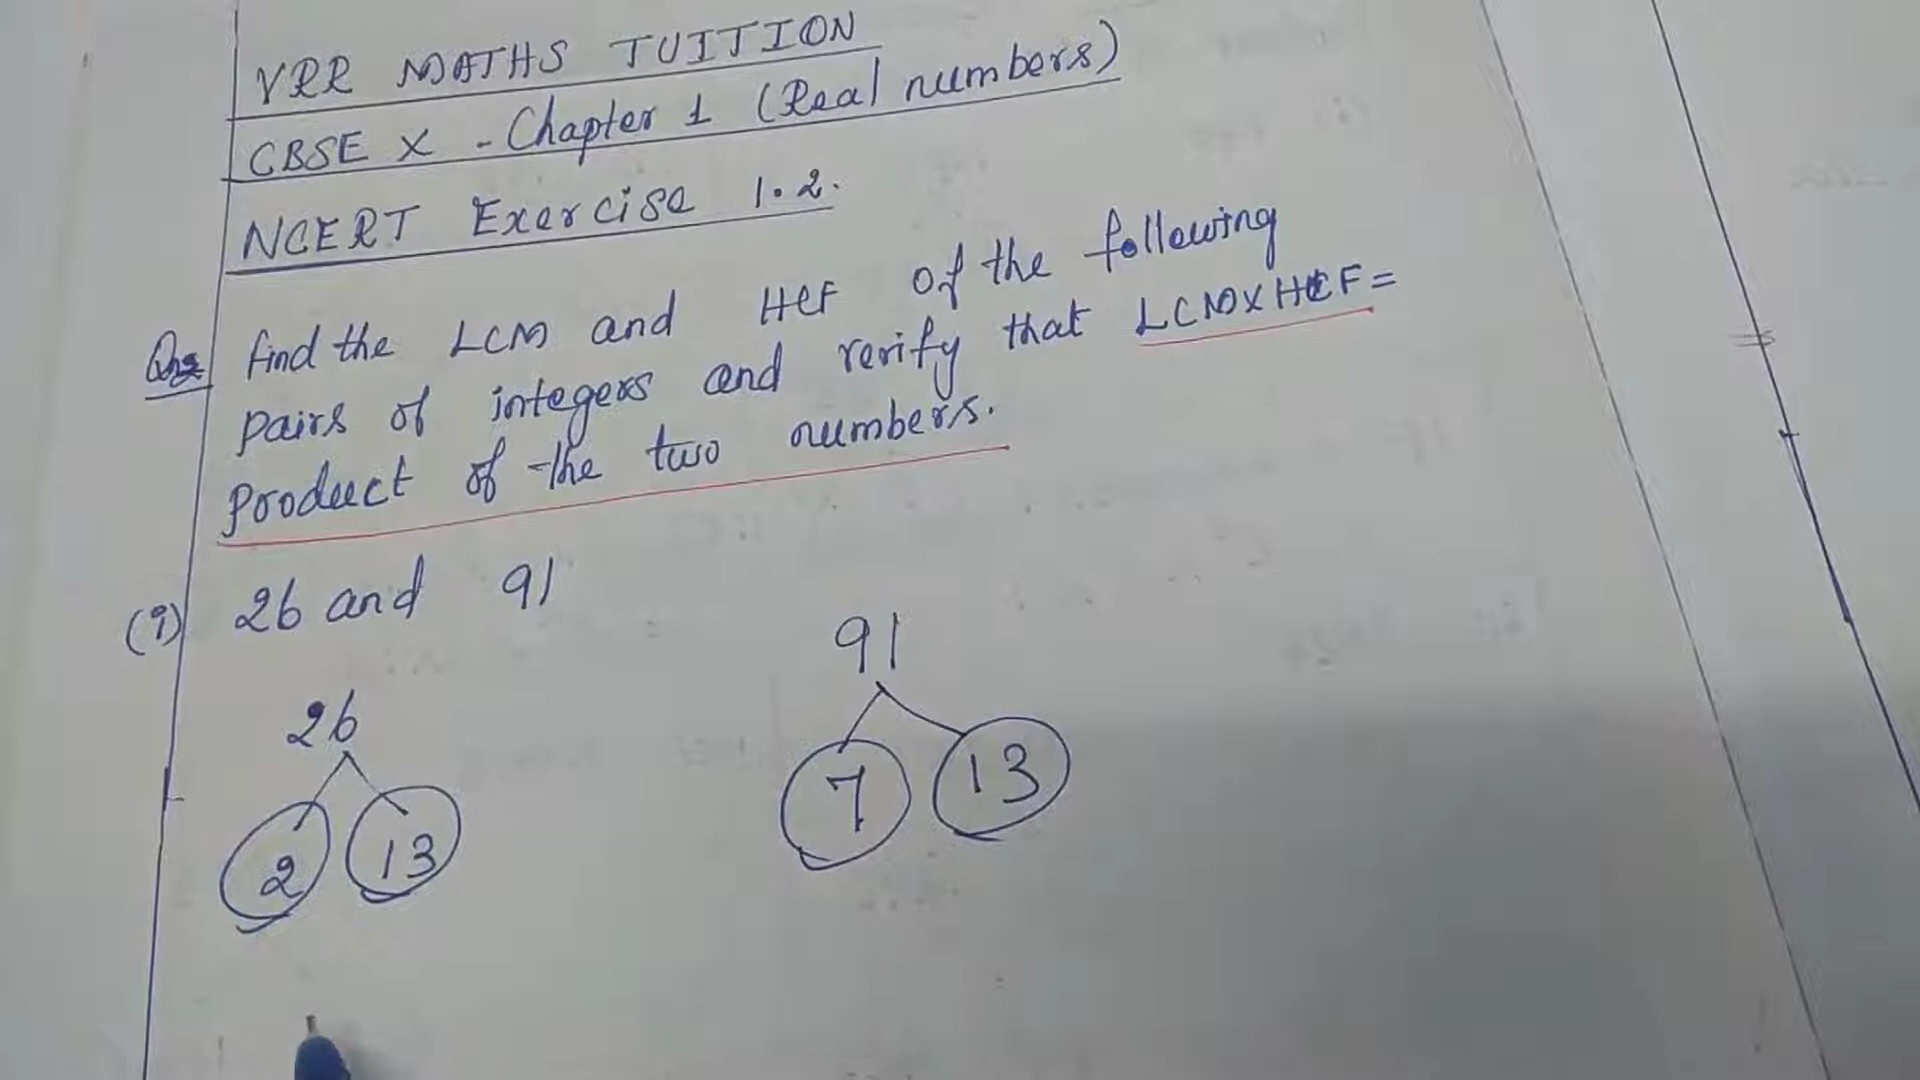 VRR MATHS TUITION
CBSE X - Chapter 1 (Real numbers)
NCERT Exercise 1.2.
Find the LCM and HCF of the following
pairs of integers and verify that LCM X HCF =
product of the two numbers.
(i) 26 and 91
91
26
7 13
2 13